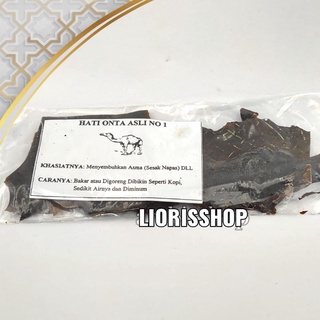 HATI ONTA ASLI NO 1
KHASIATNYA: Menyembuhkan Asma (Sesak Napas) DLL
CARANYA: Bakar atau Digoreng Dibikin Seperti Kopi,
Sedikit Airnya dan Diminum
LIORISSHOP